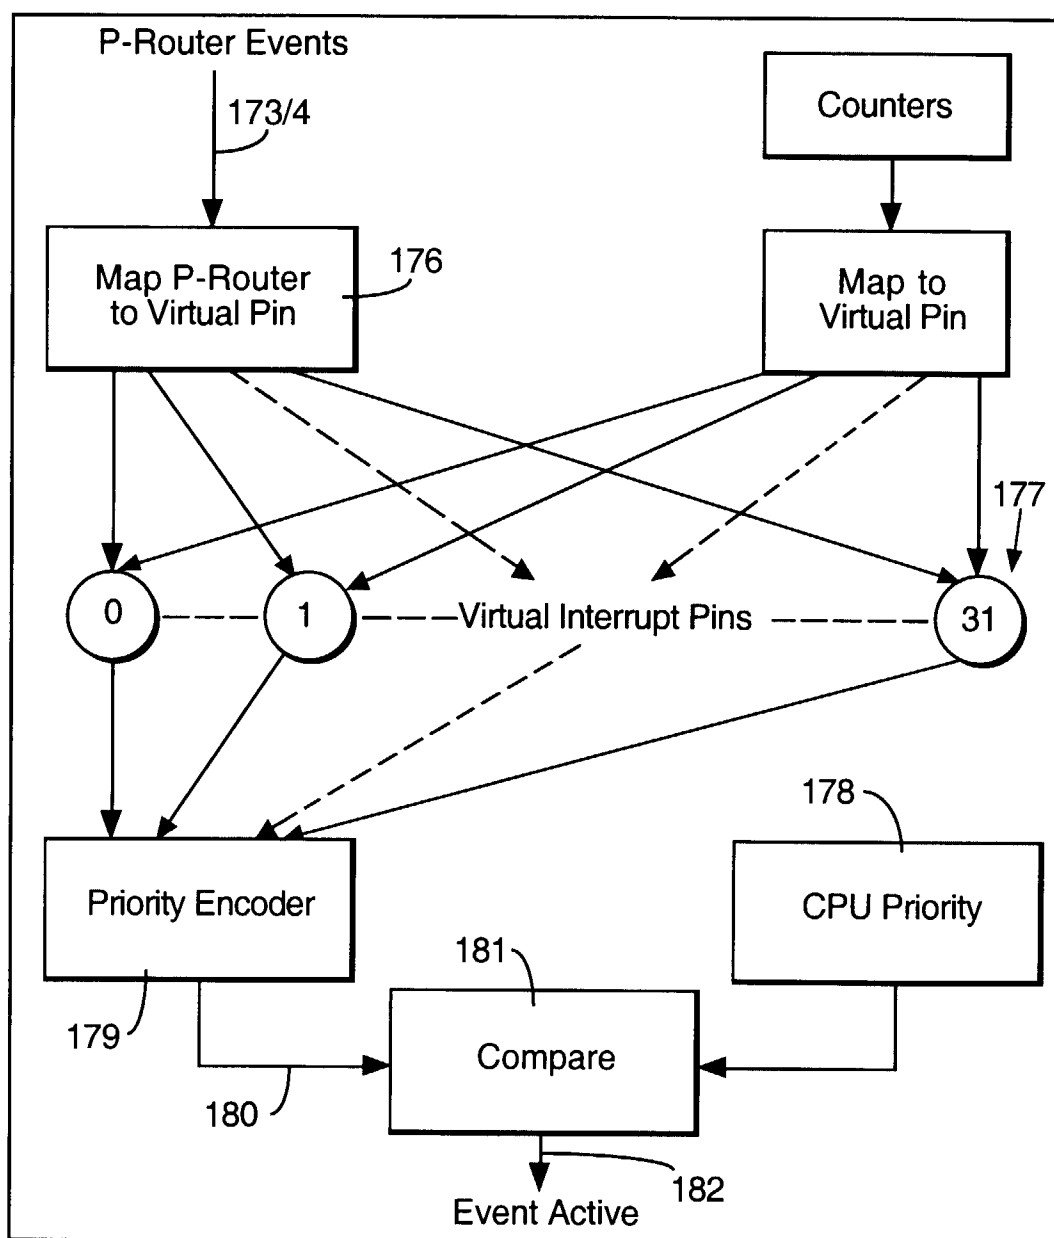 P-Router Events
173/4
Counters
Map P-Router
to Virtual Pin
176
Map to
Virtual Pin
177
0
1
Virtual Interrupt Pins
31
178
Priority Encoder
CPU Priority
181
179
Compare
180
182
Event Active